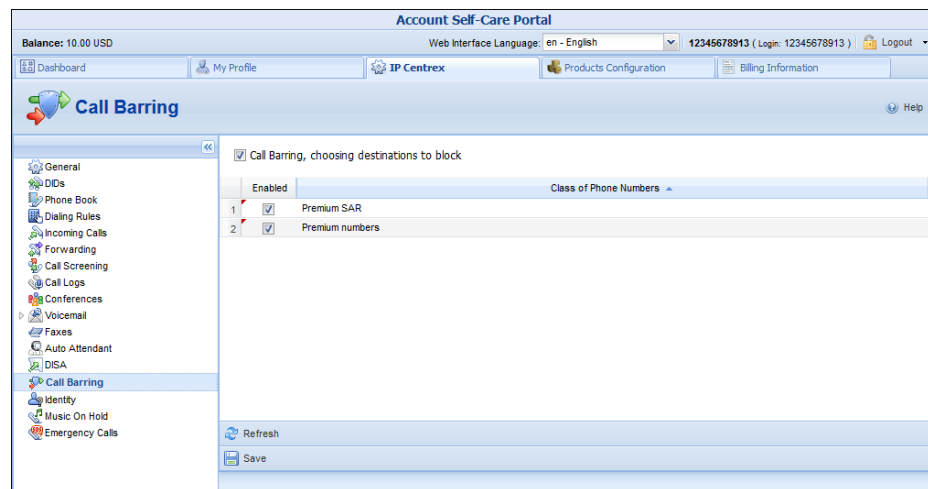 Account Self-Care Portal
Balance: 10.00 USD Web Interface Language: en - English 12345678913 ( Login: 12345678913 ) Logout
Dashboard My Profile IP Centrex Products Configuration Billing Information
Call Barring Help
Call Barring, choosing destinations to block
Enabled Class of Phone Numbers
1 Premium SAR
2 Premium numbers
General
DIDs
Phone Book
Dialing Rules
Incoming Calls
Forwarding
Call Screening
Call Logs
Conferences
Voicemail
Faxes
Auto Attendant
DISA
Call Barring
Identity
Music On Hold
Emergency Calls
Refresh
Save